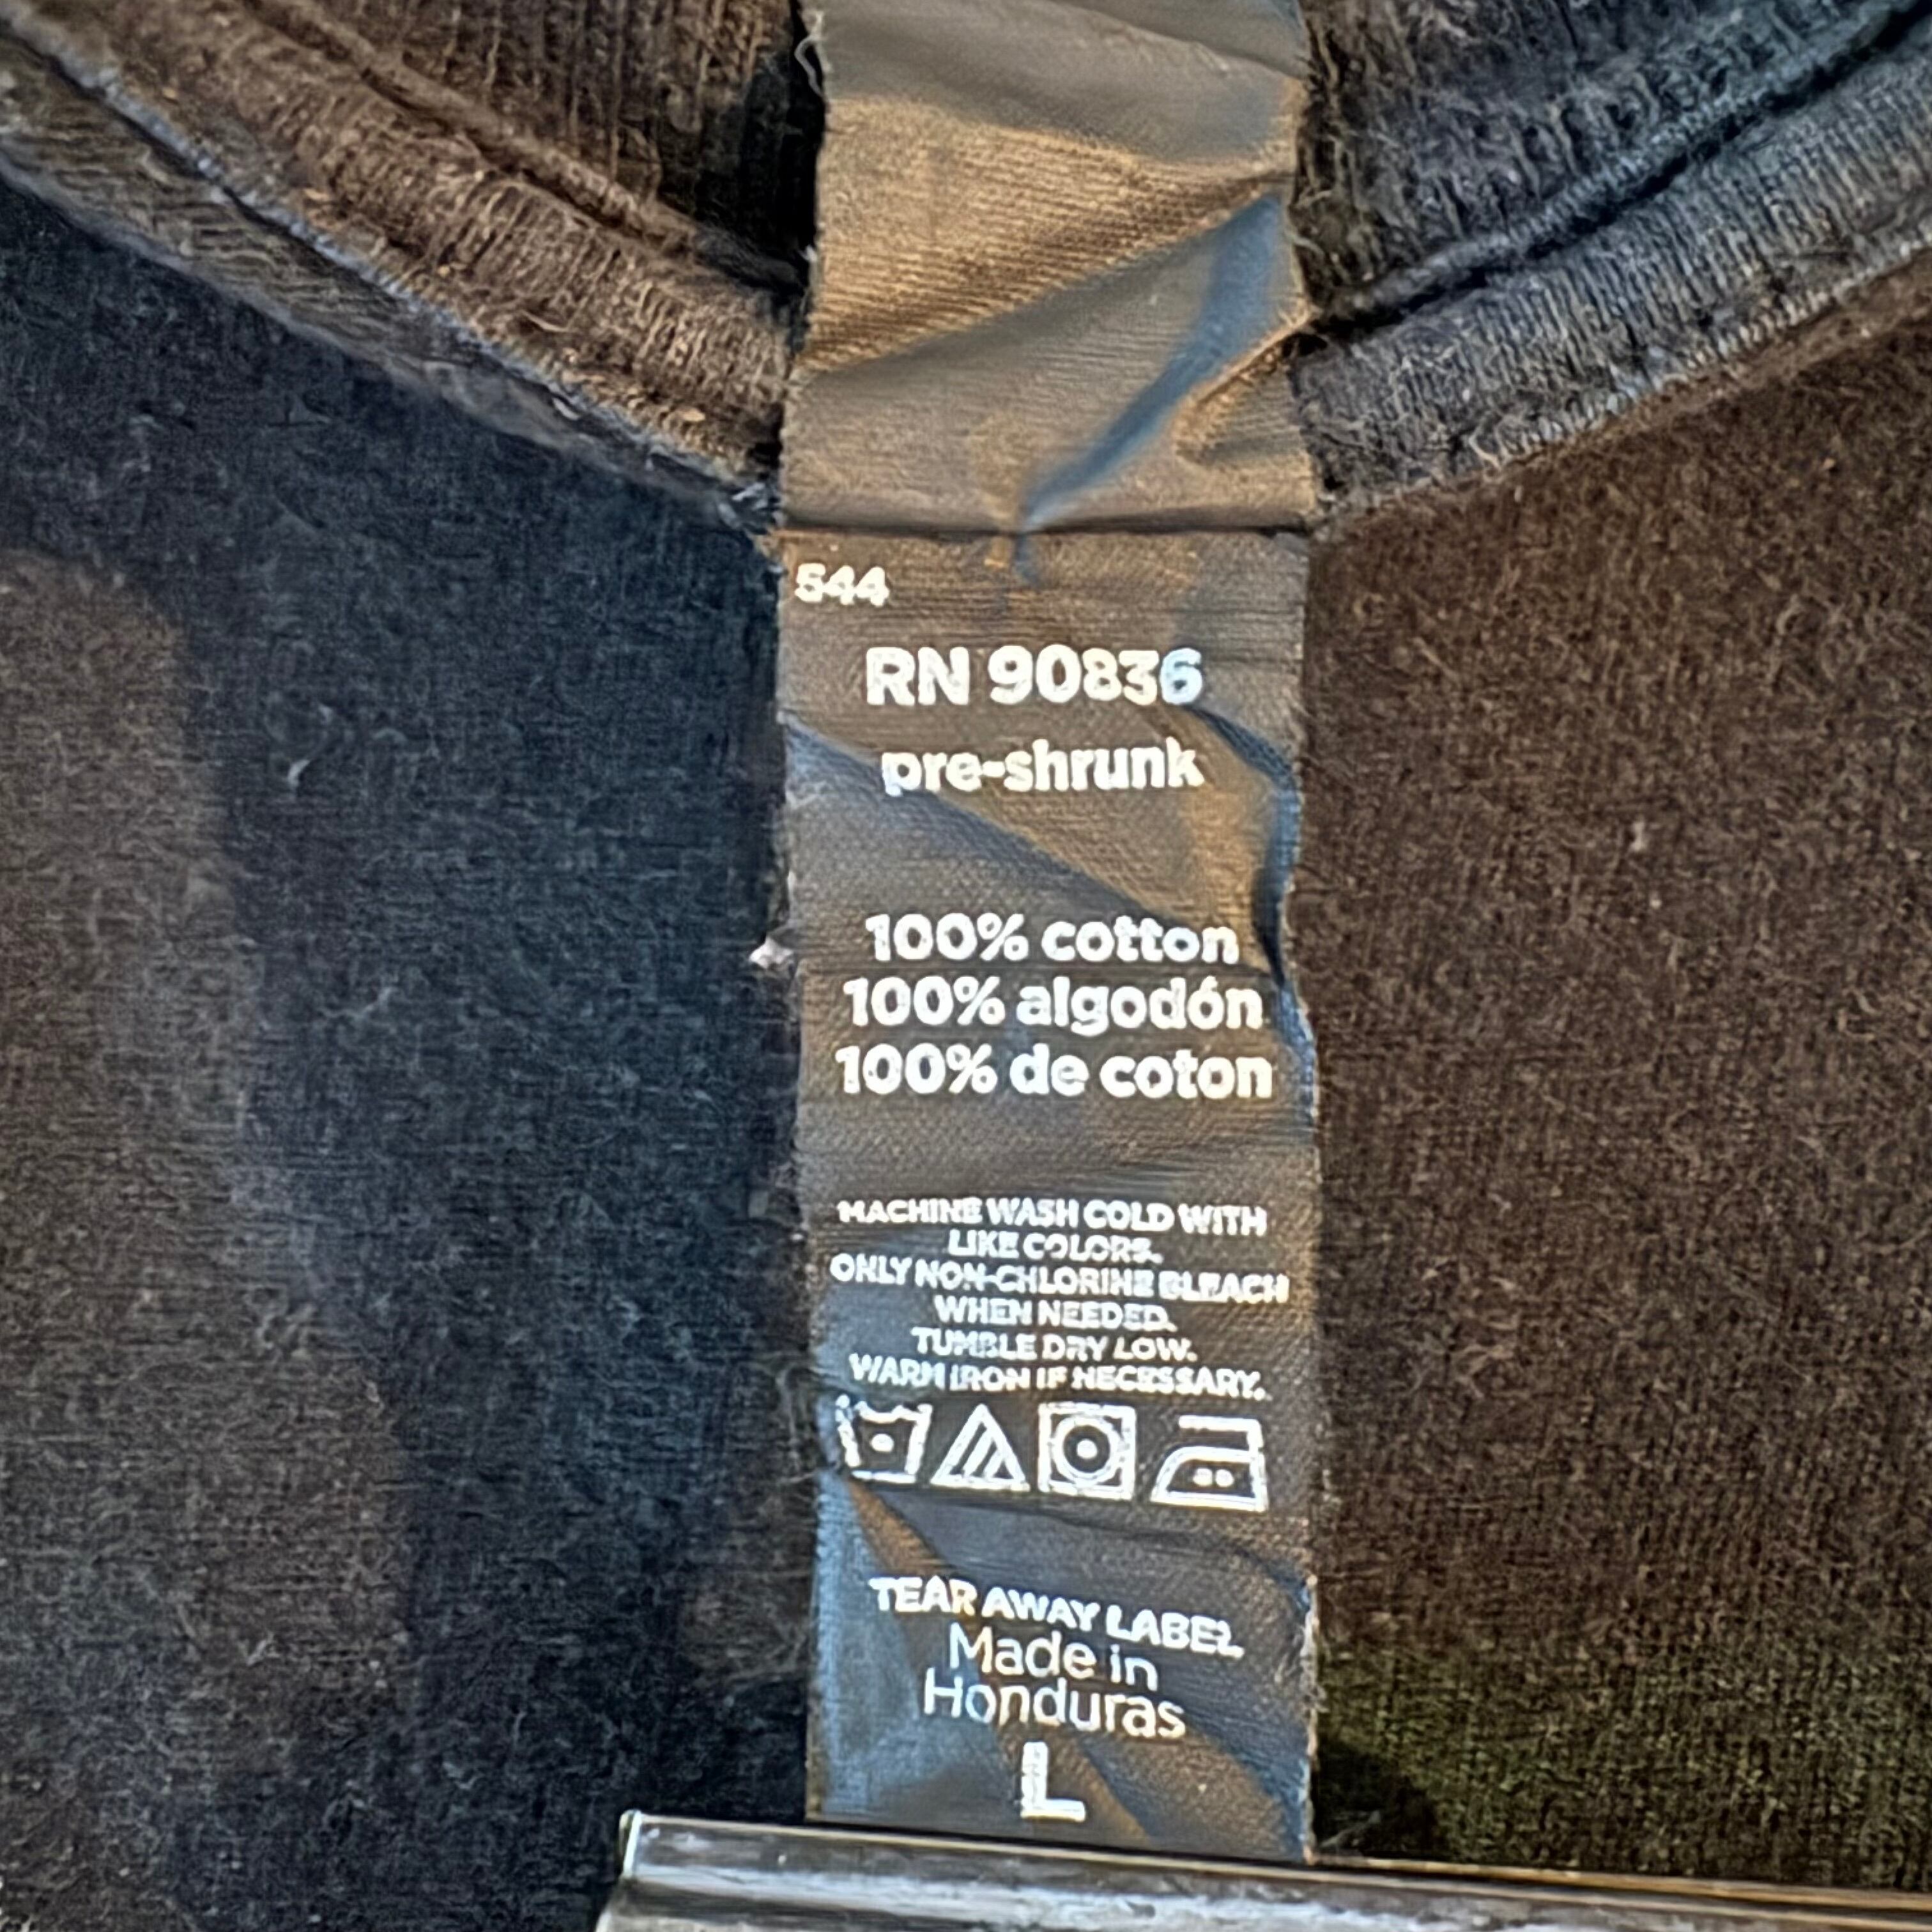 544
RN 90836
pre-shrunk
100% cotton
100% algodón
100% de coton
MACHINE WASH COLD WITH
LIKE COLORS.
ONLY NON-CHLORINE BLEACH
WHEN NEEDED.
TUMBLE DRY LOW.
WARM IRON IF NECESSARY.
TEAR AWAY LABEL
Made in
Honduras
L